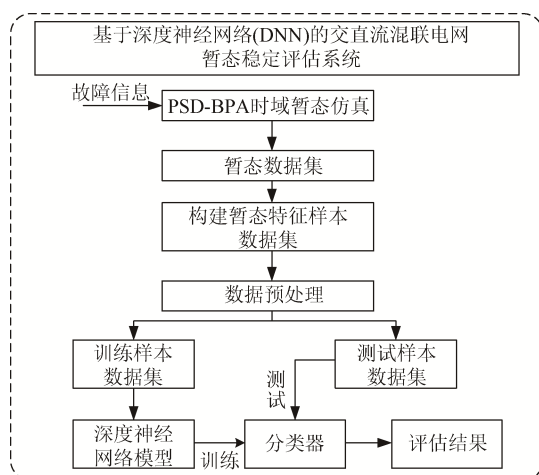 基于深度神经网络(DNN)的交直流混联电网
暂态稳定评估系统
故障信息
PSD-BPA时域暂态仿真
暂态数据集
构建暂态特征样本
数据集
数据预处理
训练样本
数据集
测试样本
数据集
测试
深度神经
网络模型
训练
分类器
评估结果